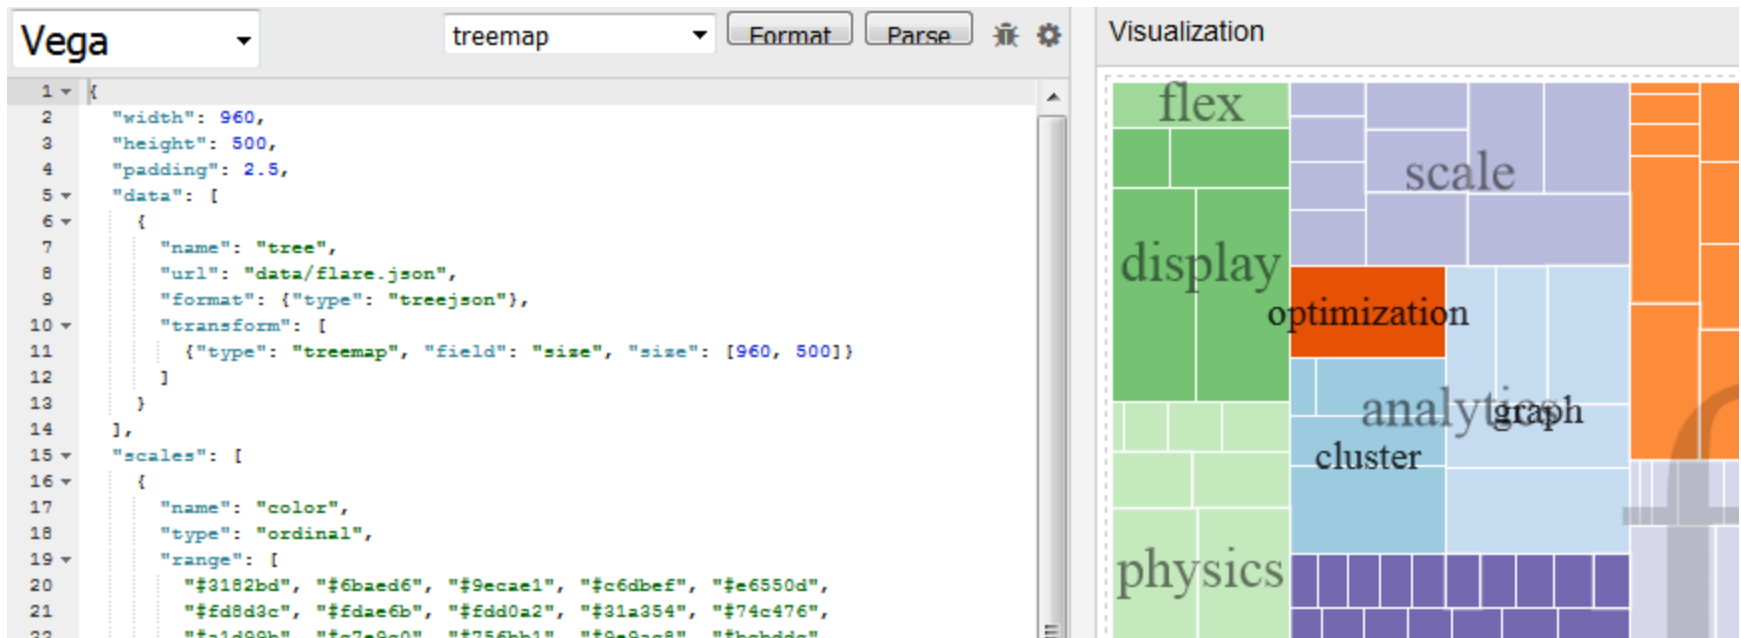 Vega
treemap
Format
Parse
Visualization
1 {
2 "width": 960,
3 "height": 500,
4 "padding": 2.5,
5 "data": [
6 {
7 "name": "tree",
8 "url": "data/flare.json",
9 "format": {"type": "treejson"},
10 "transform": [
11 {"type": "treemap", "field": "size", "size": [960, 500]}
12 ]
13 }
14 ],
15 "scales": [
16 {
17 "name": "color",
18 "type": "ordinal",
19 "range": [
20 "#3182bd", "#6baed6", "#9ecae1", "#c6dbef", "#e6550d",
21 "#fd8d3c", "#fdae6b", "#fdd0a2", "#31a354", "#74c476",
flex
scale
display
optimization
analytics
graph
cluster
physics
f